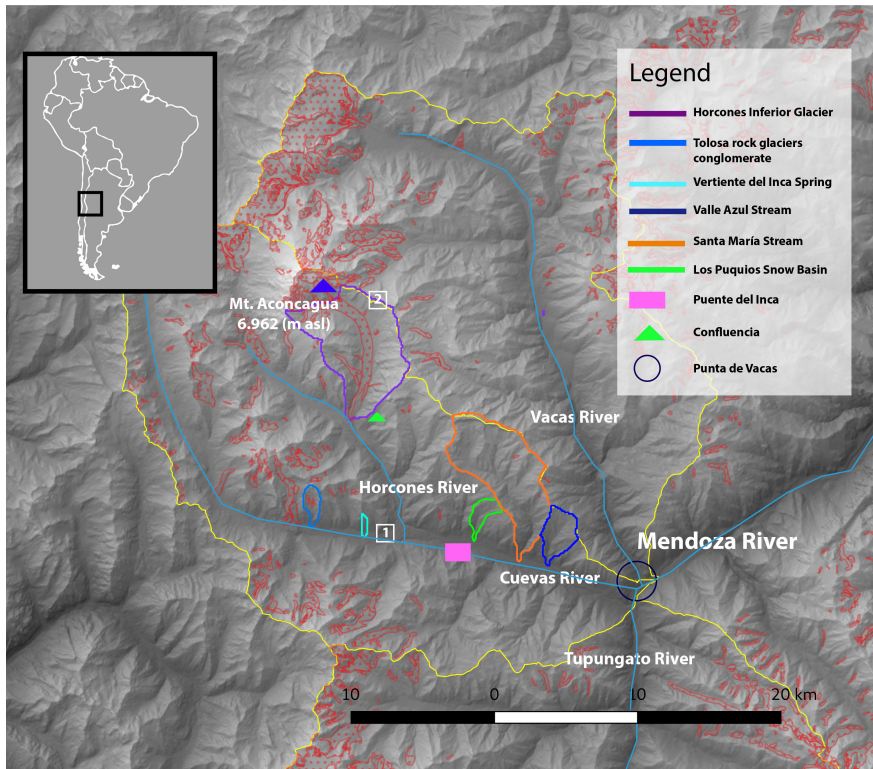 Legend
Horcones Inferior Glacier
Tolosa rock glaciers
conglomerate
Vertiente del Inca Spring
Valle Azul Stream
Santa María Stream
Los Puquios Snow Basin
Puente del Inca
Confluencia
Punta de Vacas
Mt. Aconcagua
6.962 (m asl)
2
Vacas River
Horcones River
1
Mendoza River
Cuevas River
Tupungato River
10 0 10 20 km